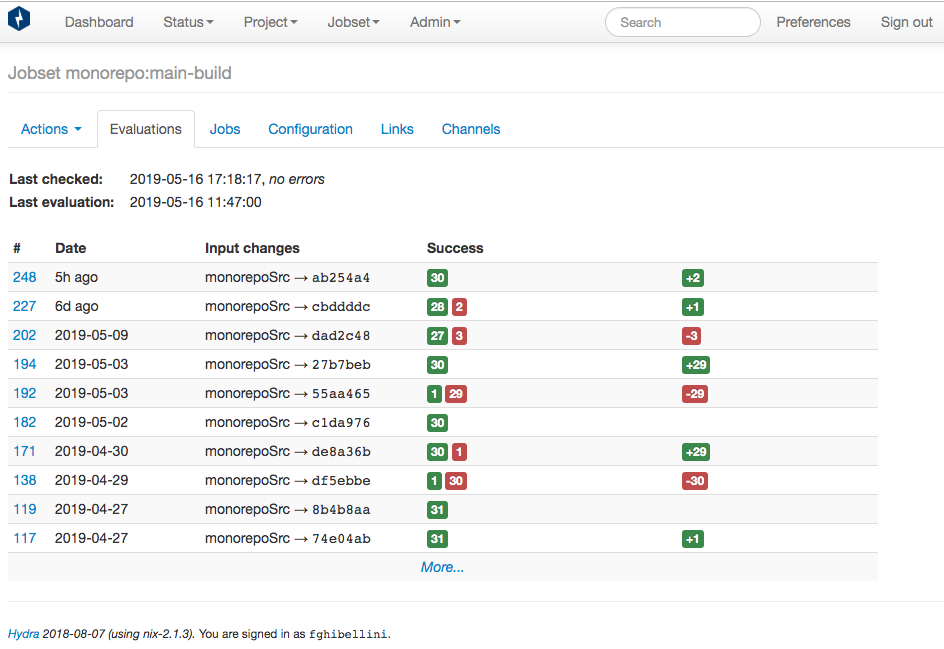 Dashboard Status Project Jobset Admin Search Preferences Sign out
Jobset monorepo:main-build
Actions Evaluations Jobs Configuration Links Channels
Last checked: 2019-05-16 17:18:17, no errors
Last evaluation: 2019-05-16 11:47:00
# Date Input changes Success
248 5h ago monorepoSrc → ab254a4 30 +2
227 6d ago monorepoSrc → cbddddc 28 2 +1
202 2019-05-09 monorepoSrc → dad2c48 27 3 -3
194 2019-05-03 monorepoSrc → 27b7beb 30 +29
192 2019-05-03 monorepoSrc → 55aa465 1 29 -29
182 2019-05-02 monorepoSrc → c1da976 30
171 2019-04-30 monorepoSrc → de8a36b 30 1 +29
138 2019-04-29 monorepoSrc → df5ebbe 1 30 -30
119 2019-04-27 monorepoSrc → 8b4b8aa 31
117 2019-04-27 monorepoSrc → 74e04ab 31 +1
More...
Hydra 2018-08-07 (using nix-2.1.3). You are signed in as fghibellini.